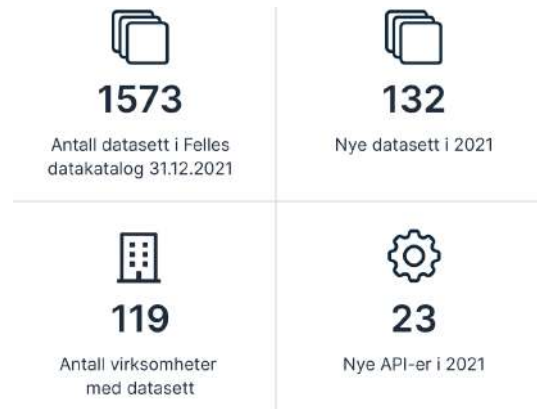 1573
Antall datasett i Felles
datakatalog 31.12.2021
132
Nye datasett i 2021
119
Antall virksomheter
med datasett
23
Nye API-er i 2021